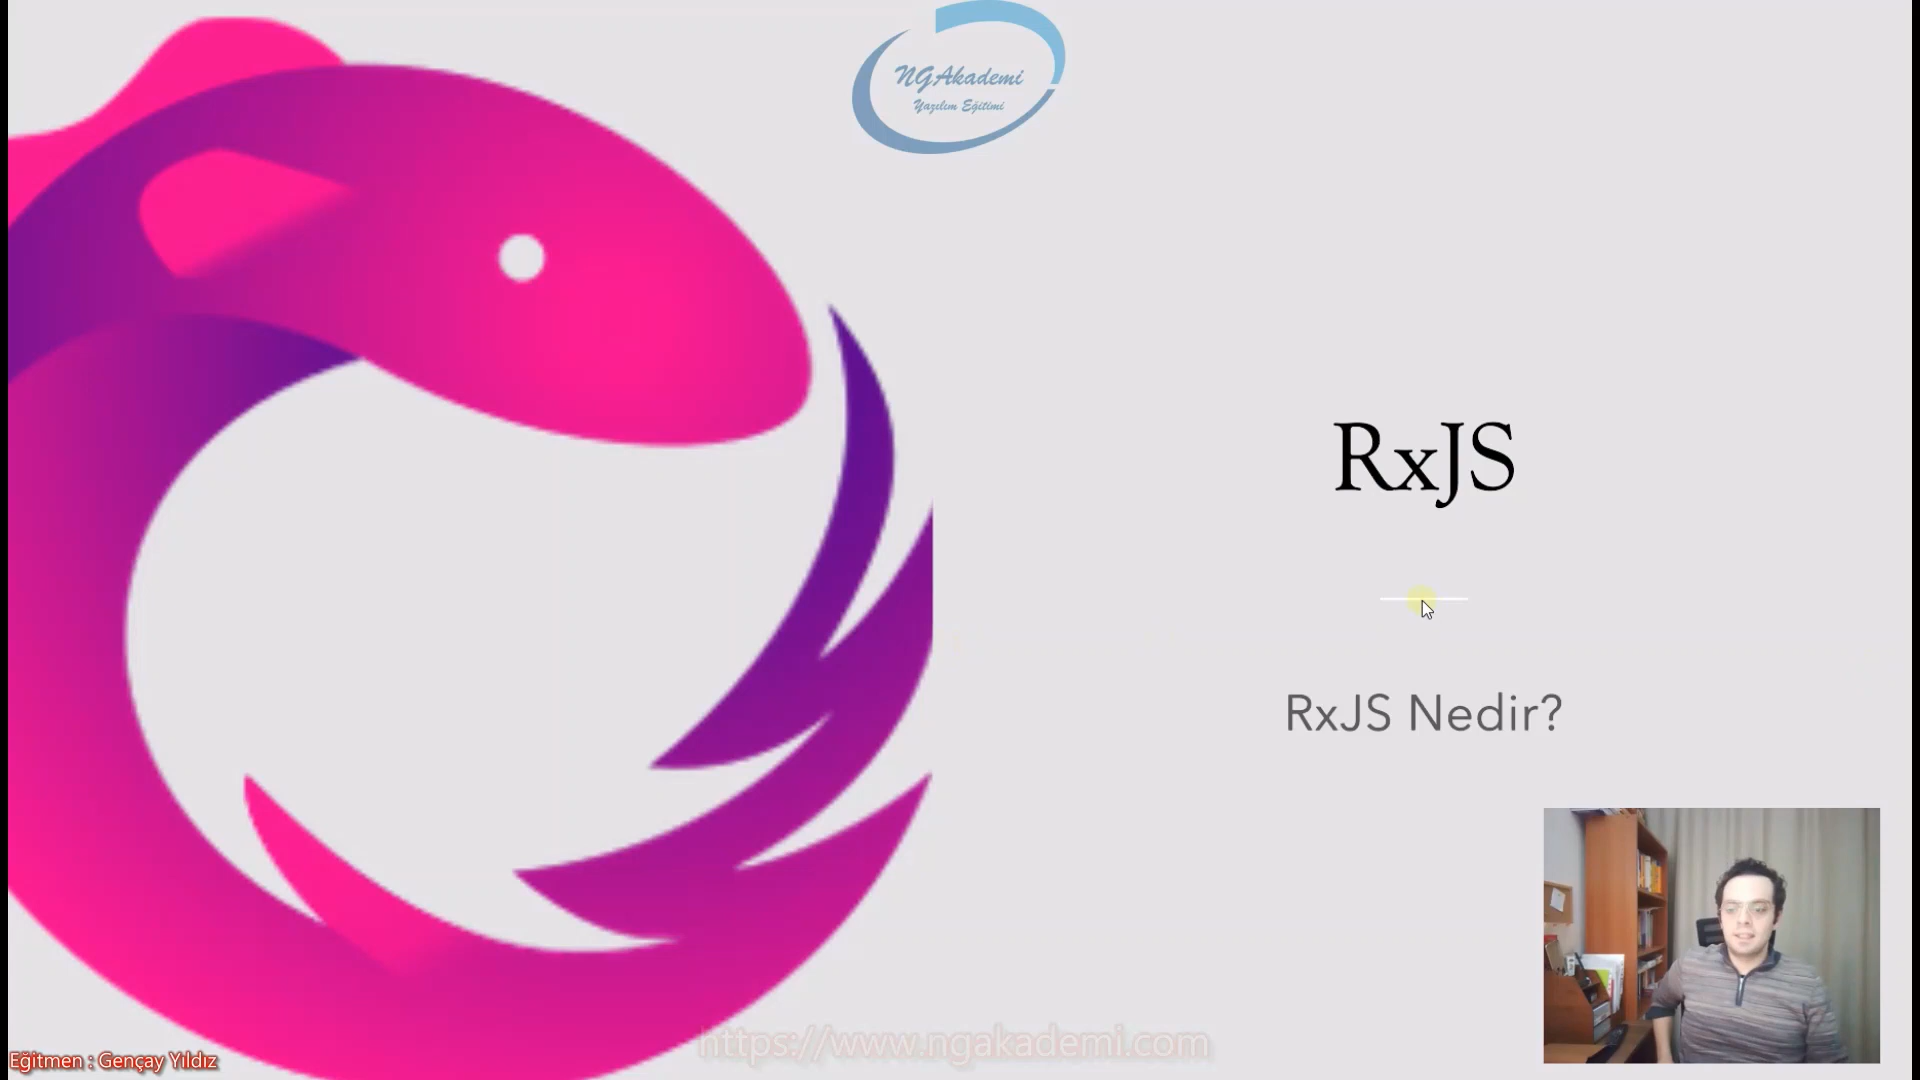 NGAkademi
Yazılım Eğitimi
RxJS
RxJS Nedir?
https://www.ngakademi.com
Eğitmen : Gençay Yıldız